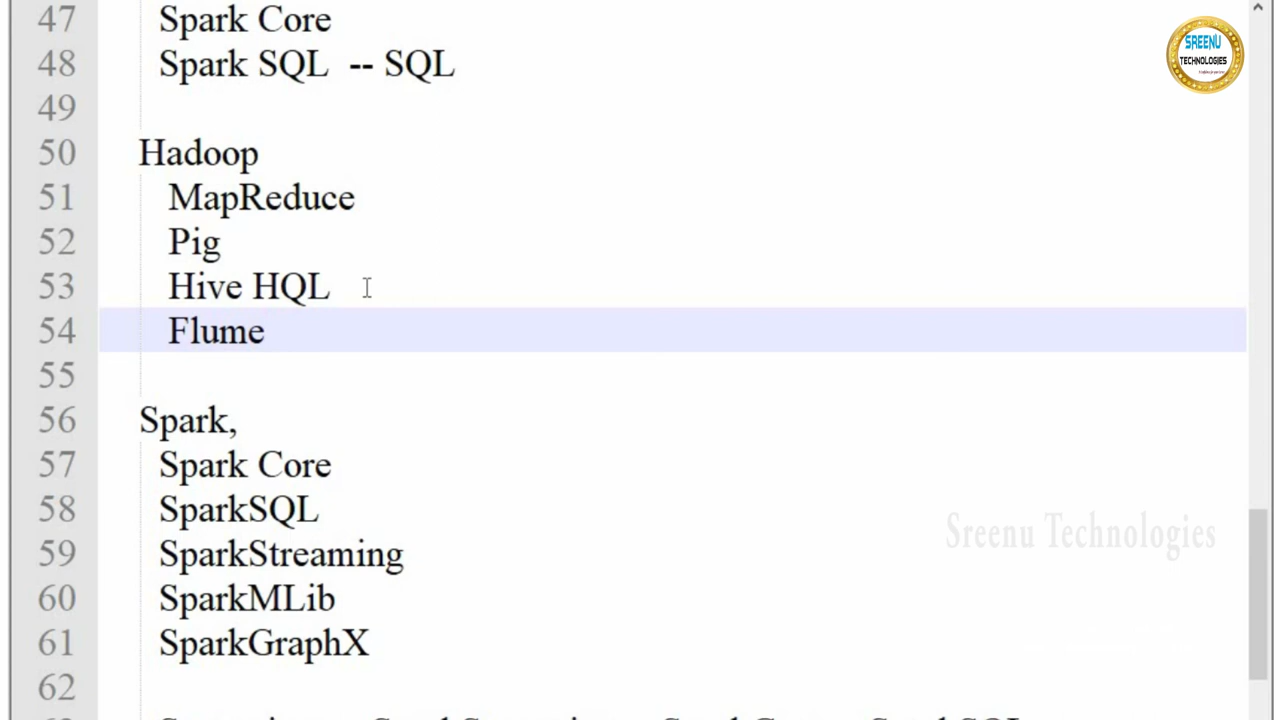 47 Spark Core
48 Spark SQL -- SQL
49
50 Hadoop
51 MapReduce
52 Pig
53 Hive HQL
54 Flume
55
56 Spark,
57 Spark Core
58 SparkSQL
59 SparkStreaming
60 SparkMLib
61 SparkGraphX
62
SREENU
TECHNOLOGIES
Sreenu Technologies